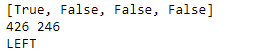 [True, False, False, False]
426 246
LEFT